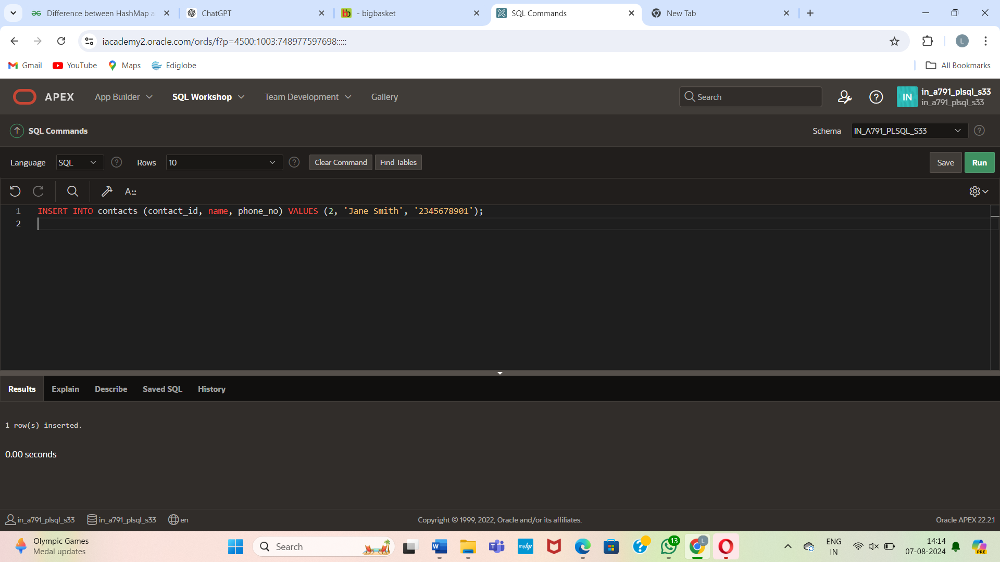 Difference between HashMap a
ChatGPT
- bigbasket
SQL Commands
New Tab
iacademy2.oracle.com/ords/f?p=4500:1003:748977597698:::::
L
Gmail
YouTube
Maps
Ediglobe
All Bookmarks
APEX
App Builder
SQL Workshop
Team Development
Gallery
Search
IN
in_a791_plsql_s33
in_a791_plsql_s33
SQL Commands
Schema
IN_A791_PLSQL_S33
Language
SQL
Rows
10
Clear Command
Find Tables
Save
Run
1 INSERT INTO contacts (contact_id, name, phone_no) VALUES (2, 'Jane Smith', '2345678901');
2
Results
Explain
Describe
Saved SQL
History
1 row(s) inserted.
0.00 seconds
in_a791_plsql_s33
in_a791_plsql_s33
en
Copyright © 1999, 2022, Oracle and/or its affiliates.
Oracle APEX 22.2.1
Olympic Games
Medal updates
Search
myhp
13
L
ENG
IN
14:14
07-08-2024
PRE